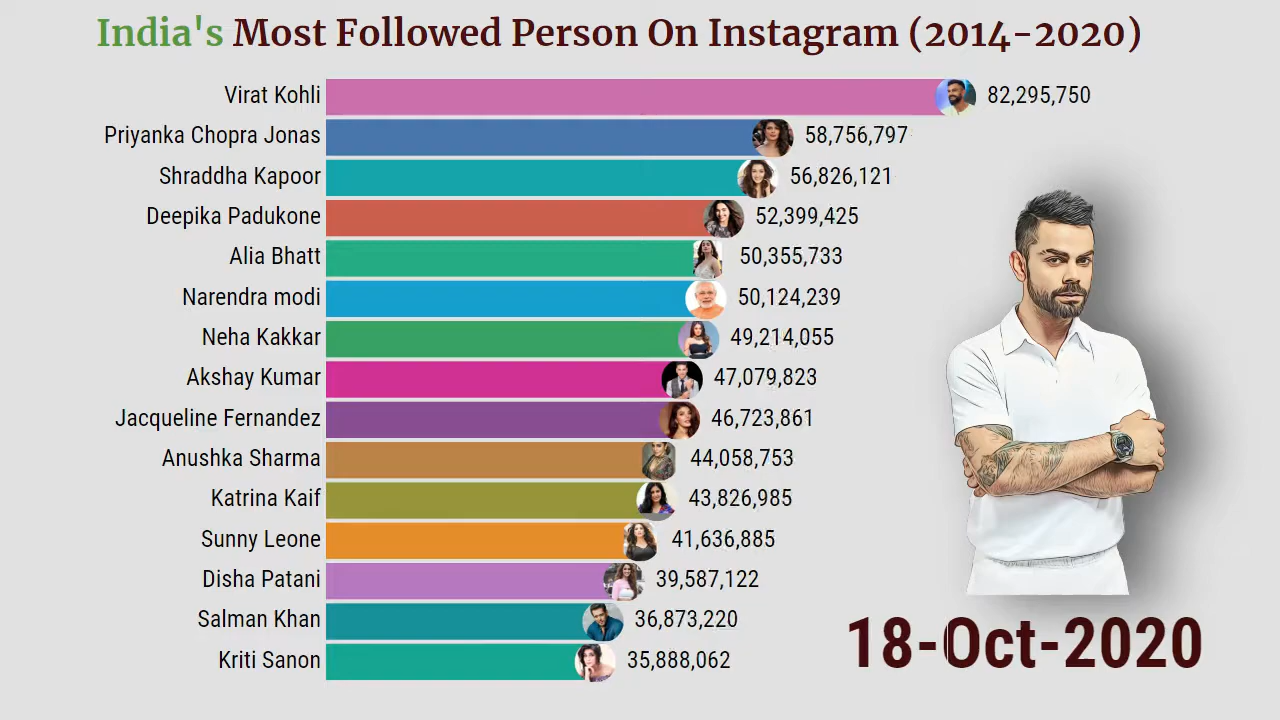 India's Most Followed Person On Instagram (2014-2020)
Virat Kohli 82,295,750
Priyanka Chopra Jonas 58,756,797
Shraddha Kapoor 56,826,121
Deepika Padukone 52,399,425
Alia Bhatt 50,355,733
Narendra modi 50,124,239
Neha Kakkar 49,214,055
Akshay Kumar 47,079,823
Jacqueline Fernandez 46,723,861
Anushka Sharma 44,058,753
Katrina Kaif 43,826,985
Sunny Leone 41,636,885
Disha Patani 39,587,122
Salman Khan 36,873,220
Kriti Sanon 35,888,062
18-Oct-2020